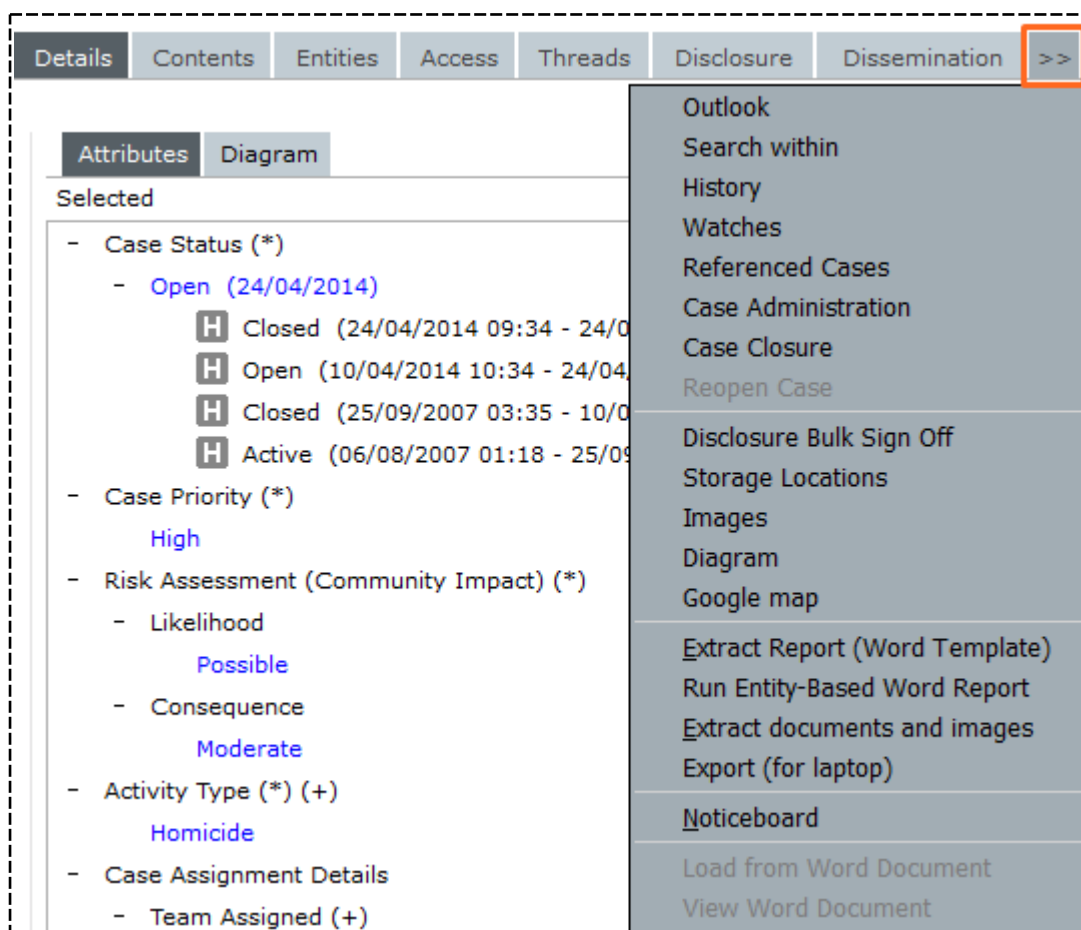 Details Contents Entities Access Threads Disclosure Dissemination >>
Attributes Diagram
Selected
- Case Status (*)
- Open (24/04/2014)
H Closed (24/04/2014 09:34 - 24/0
H Open (10/04/2014 10:34 - 24/04/
H Closed (25/09/2007 03:35 - 10/0
H Active (06/08/2007 01:18 - 25/09
- Case Priority (*)
High
- Risk Assessment (Community Impact) (*)
- Likelihood
Possible
- Consequence
Moderate
- Activity Type (*) (+)
Homicide
- Case Assignment Details
- Team Assigned (+)
Outlook
Search within
History
Watches
Referenced Cases
Case Administration
Case Closure
Reopen Case
Disclosure Bulk Sign Off
Storage Locations
Images
Diagram
Google map
Extract Report (Word Template)
Run Entity-Based Word Report
Extract documents and images
Export (for laptop)
Noticeboard
Load from Word Document
View Word Document